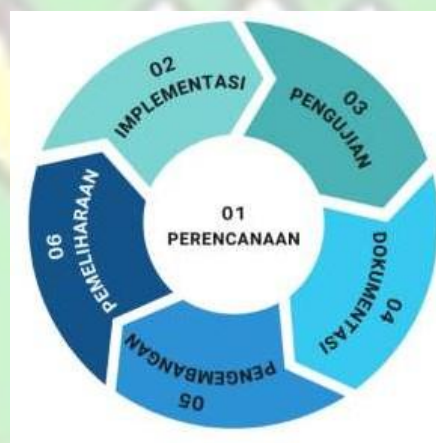 01
PERENCANAAN
02
IMPLEMENTASI
03
PENGUJIAN
04
DOKUMENTASI
05
PENGEMBANGAN
06
PEMELIHARAAN